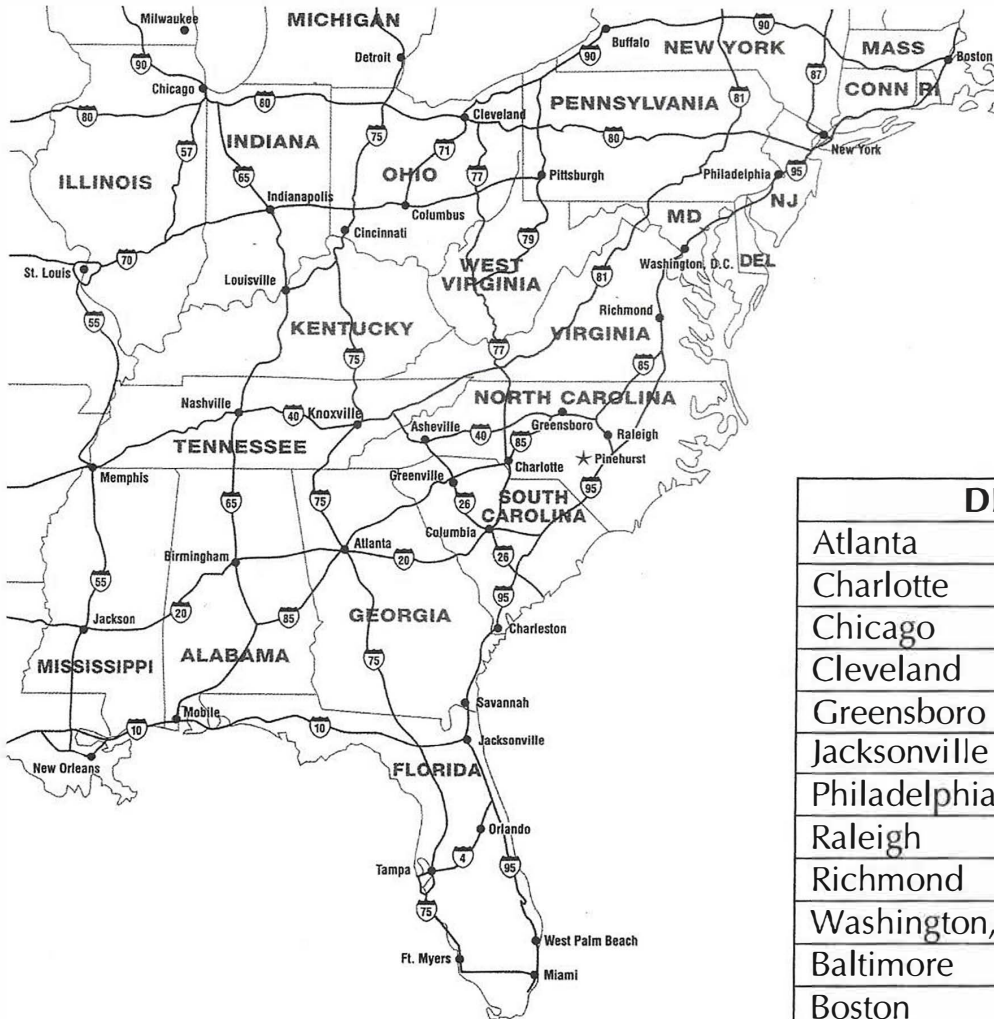 Milwaukee
MICHIGAN
90
Buffalo
NEW YORK
90
MASS
Boston
Detroit
90
87
CONN
RI
90
Chicago
80
81
PENNSYLVANIA
80
Cleveland
75
INDIANA
71
80
New York
57
OHIO
77
ILLINOIS
65
Pittsburgh
Philadelphia
95
Indianapolis
Columbus
NJ
MD
Cincinnati
79
70
WEST
VIRGINIA
Washington, D.C.
DEL
St. Louis
81
Louisville
Richmond
55
KENTUCKY
VIRGINIA
75
77
85
NORTH CAROLINA
Nashville
40
Knoxville
Greensboro
Asheville
40
85
Raleigh
TENNESSEE
Pinehurst
Memphis
Charlotte
Greenville
95
65
75
26
SOUTH
CAROLINA
Columbia
Atlanta
Birmingham
20
26
55
95
20
85
GEORGIA
Jackson
Charleston
MISSISSIPPI
ALABAMA
75
Savannah
Mobile
10
10
Jacksonville
New Orleans
FLORIDA
Orlando
4
Tampa
95
75
West Palm Beach
Ft. Myers
Miami
D
Atlanta
Charlotte
Chicago
Cleveland
Greensboro
Jacksonville
Philadelphia
Raleigh
Richmond
Washington,
Baltimore
Boston